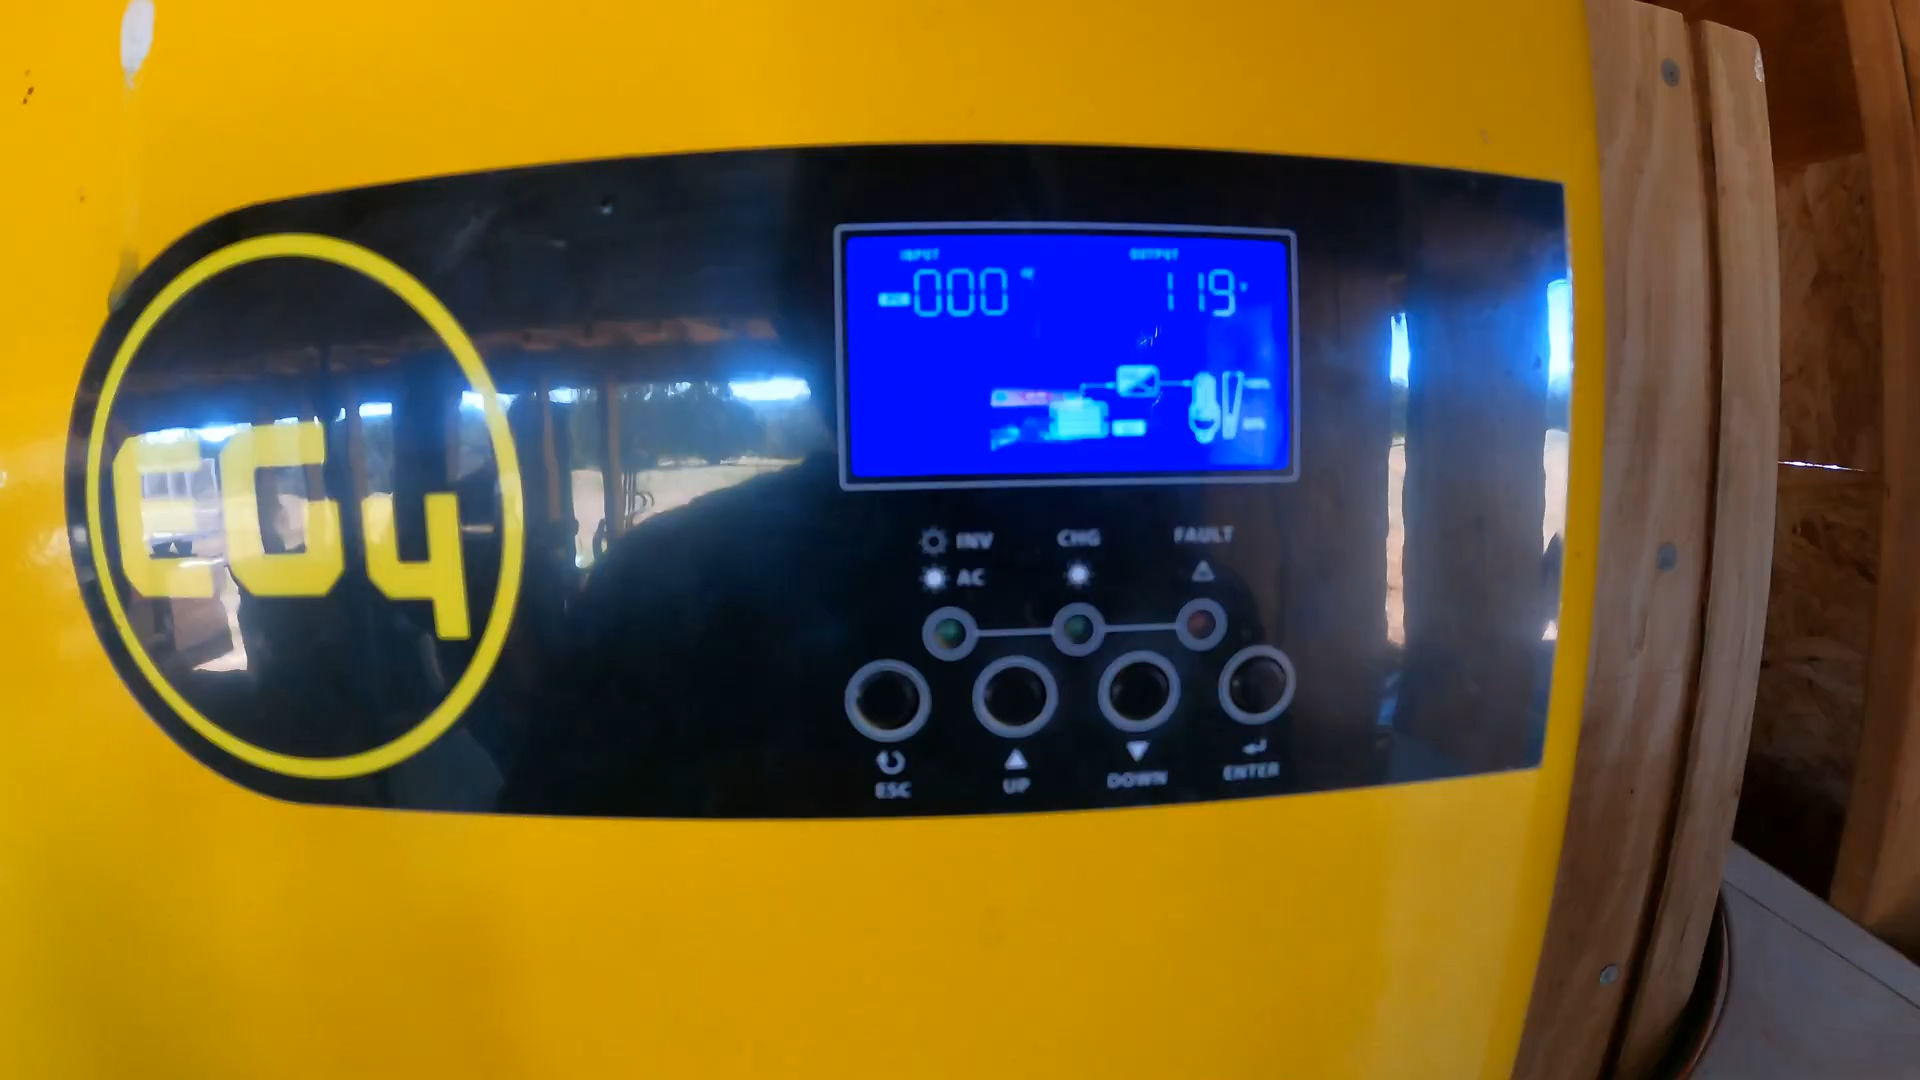 EG4
INPUT OUTPUT
000 119
INV CHG FAULT
AC
ESC UP DOWN ENTER